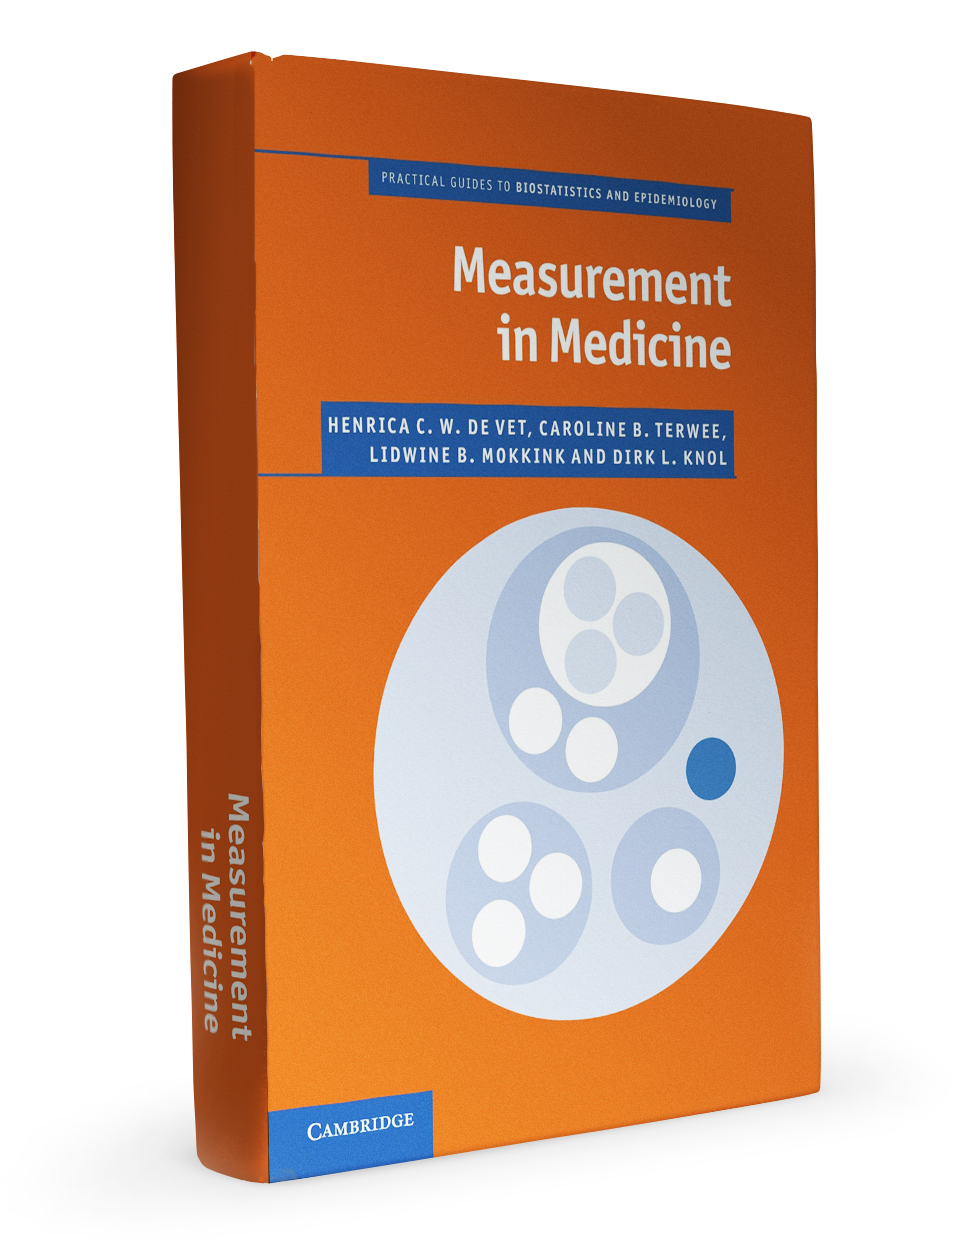 PRACTICAL GUIDES TO BIOSTATISTICS AND EPIDEMIOLOGY
Measurement
in Medicine
HENRICA C. W. DE VET, CAROLINE B. TERWEE,
LIDWINE B. MOKKINK AND DIRK L. KNOL
CAMBRIDGE
Measurement
in Medicine